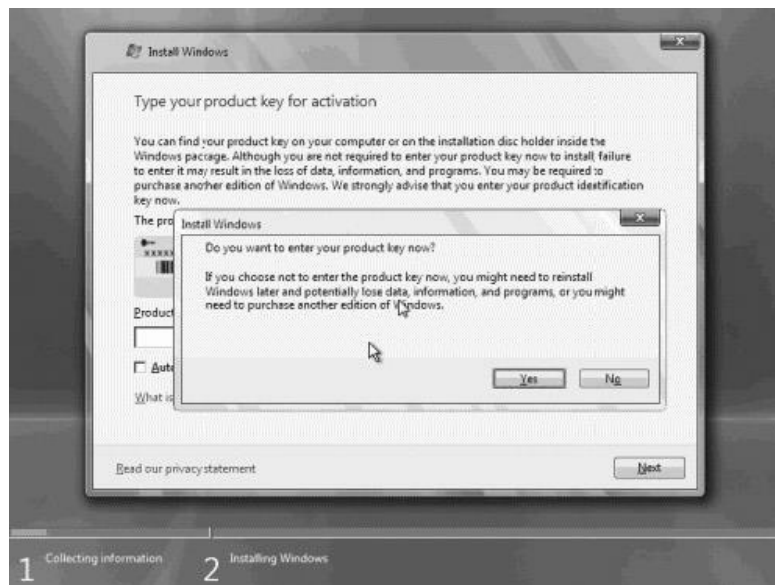 Install Windows
Type your product key for activation
You can find your product key on your computer or on the installation disc holder inside the
Windows package. Although you are not required to enter your product key now to install, failure
to enter it may result in the loss of data, information, and programs. You may be required to
purchase another edition of Windows. We strongly advise that you enter your product identification
key now.
The pro
Install Windows
Do you want to enter your product key now?
If you choose not to enter the product key now, you might need to reinstall
Windows later and potentially lose data, information, and programs, or you might
need to purchase another edition of Windows.
Product
Auto
Yes No
What is
Read our privacy statement Next
1 Collecting information 2 Installing Windows